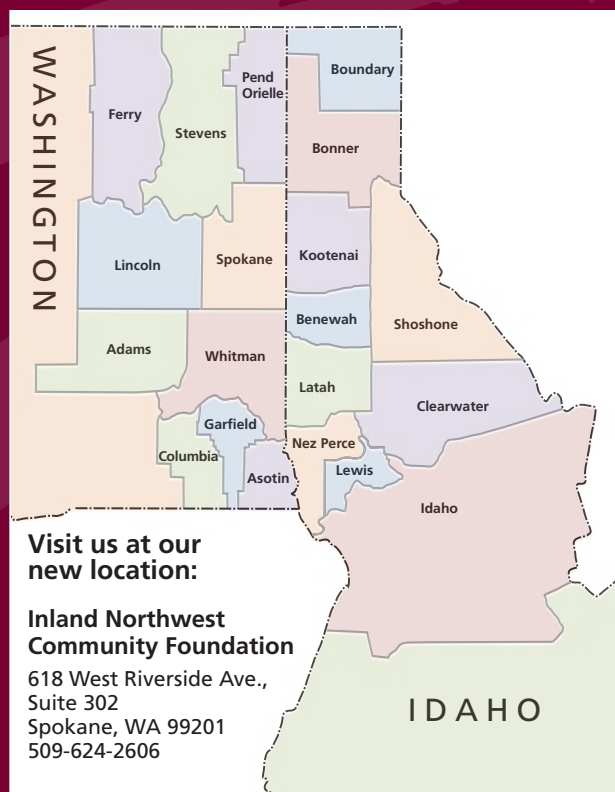 WASHINGTON
Ferry
Stevens
Pend
Orielle
Boundary
Bonner
Lincoln
Spokane
Kootenai
Benewah
Shoshone
Adams
Whitman
Latah
Clearwater
Garfield
Columbia
Asotin
Nez Perce
Lewis
Idaho
IDAHO
Visit us at our
new location:
Inland Northwest
Community Foundation
618 West Riverside Ave.,
Suite 302
Spokane, WA 99201
509-624-2606